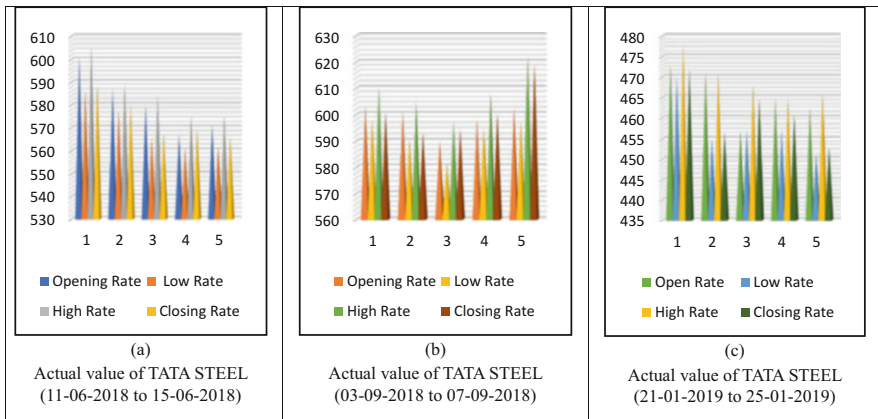 610
600
590
580
570
560
550
540
530
1 2 3 4 5
Opening Rate Low Rate
High Rate Closing Rate
(a)
Actual value of TATA STEEL
(11-06-2018 to 15-06-2018)
630
620
610
600
590
580
570
560
1 2 3 4 5
Opening Rate Low Rate
High Rate Closing Rate
(b)
Actual value of TATA STEEL
(03-09-2018 to 07-09-2018)
480
475
470
465
460
455
450
445
440
435
1 2 3 4 5
Open Rate Low Rate
High Rate Closing Rate
(c)
Actual value of TATA STEEL
(21-01-2019 to 25-01-2019)